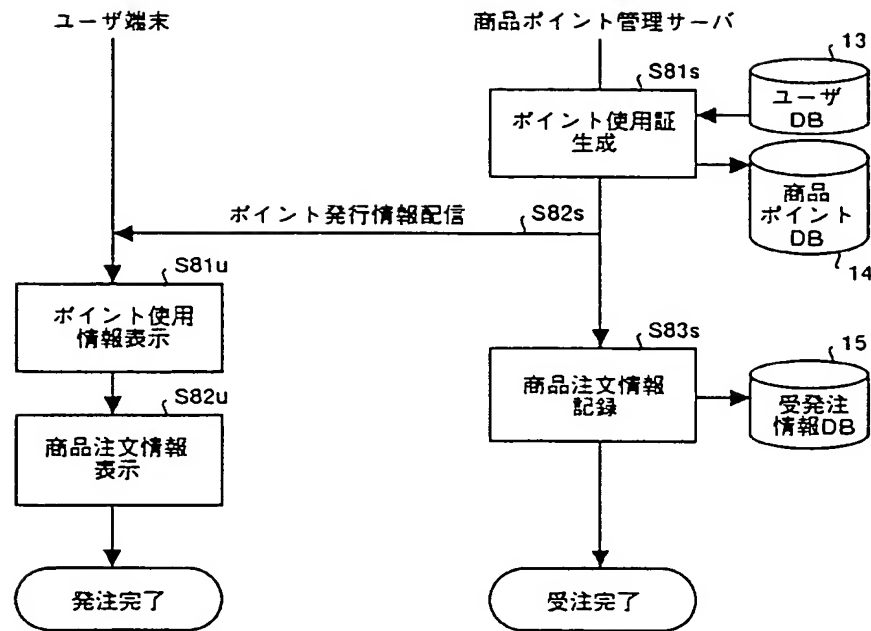 ユーザ端末
商品ポイント管理サーバ
S81s
13
ポイント使用証
生成
ユーザ
DB
商品
ポイント
DB
14
ポイント発行情報配信
S82s
S81u
ポイント使用
情報表示
S83s
商品注文情報
記録
15
受発注
情報DB
S82u
商品注文情報
表示
発注完了
受注完了